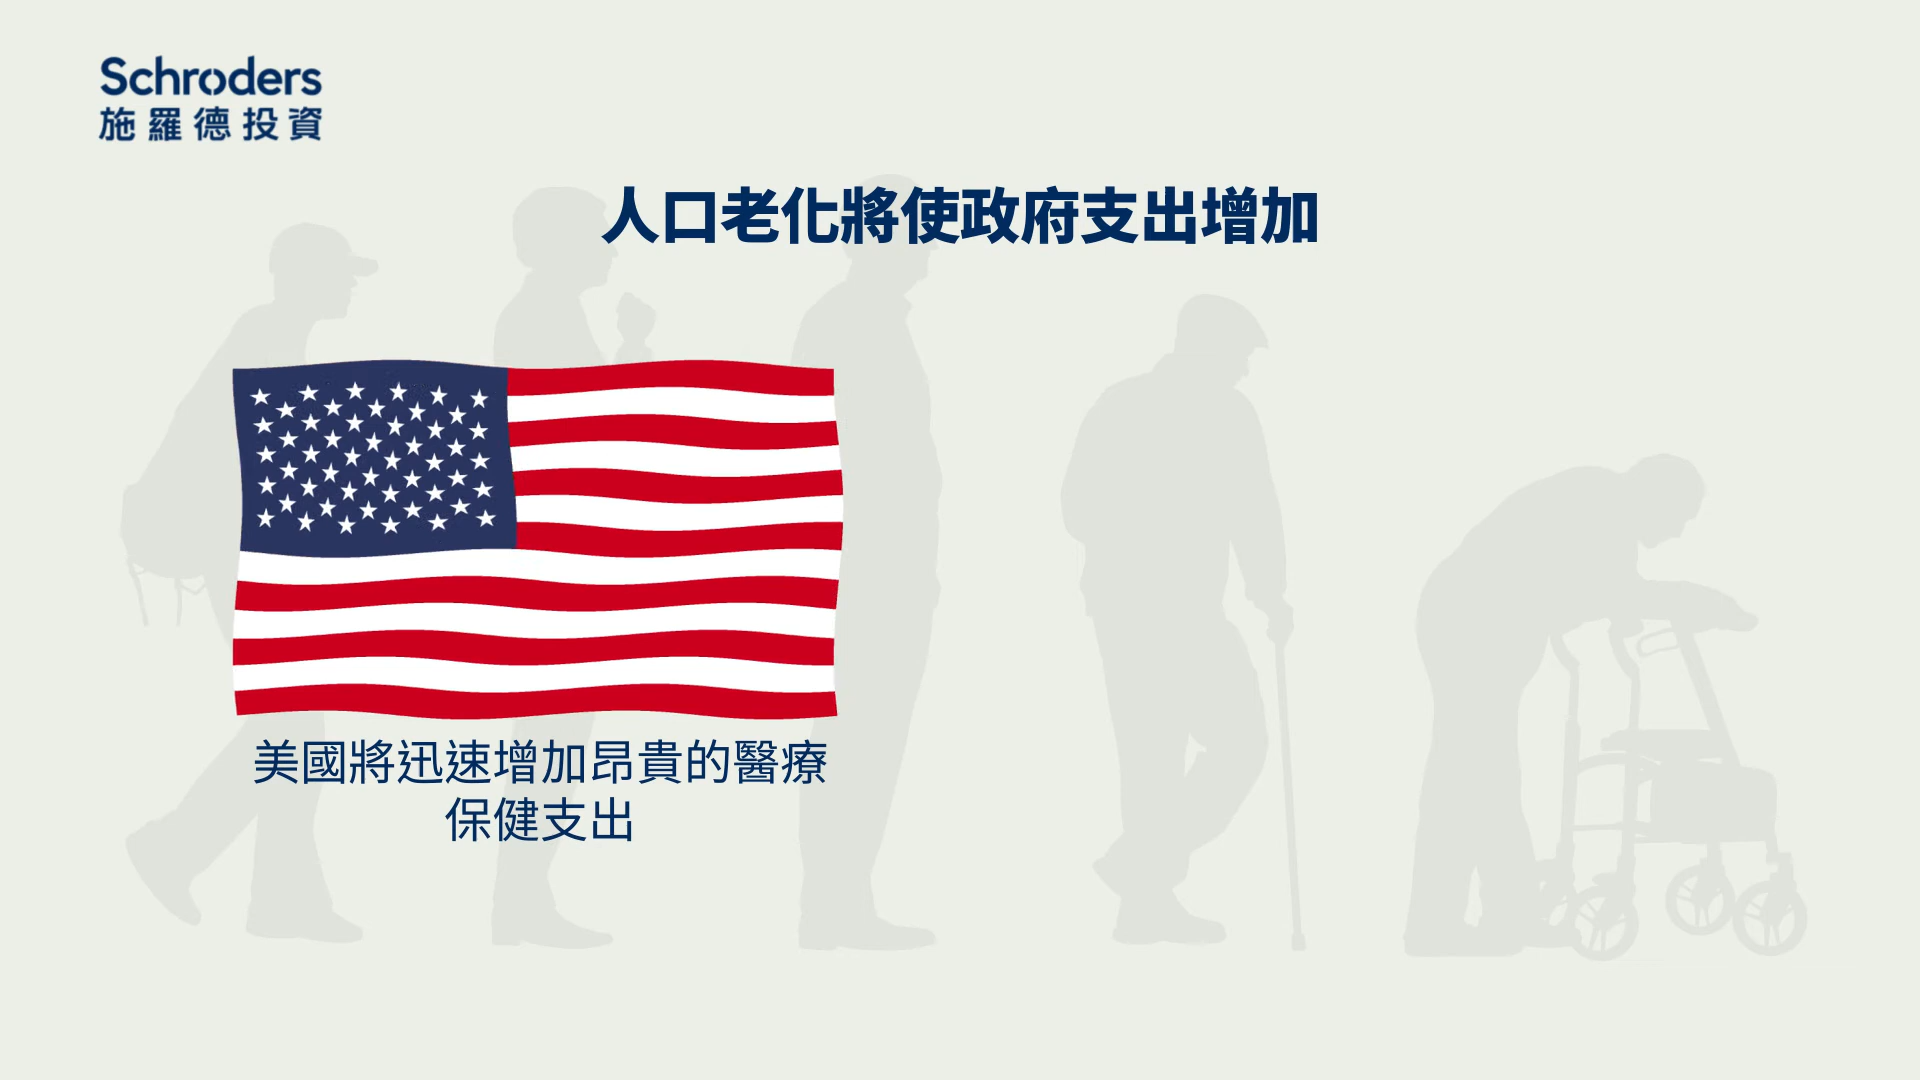 Schroders
施羅德投資
人口老化將使政府支出增加
美國將迅速增加昂貴的醫療
保健支出